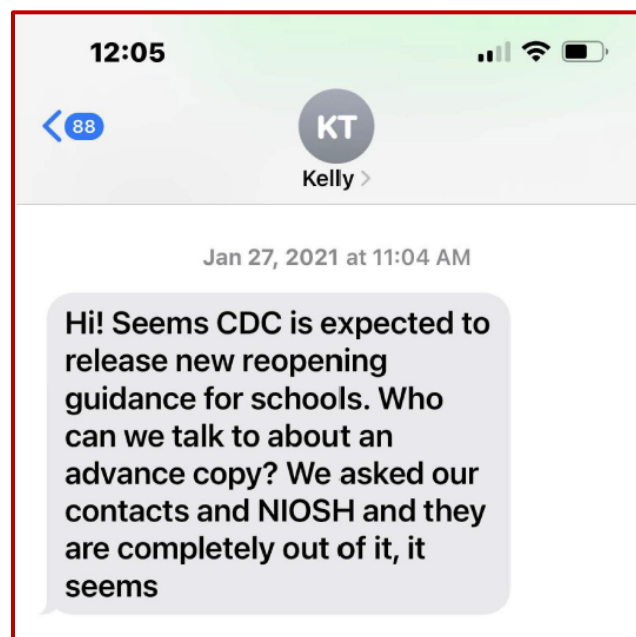 12:05
88
KT
Kelly >
Jan 27, 2021 at 11:04 AM
Hi! Seems CDC is expected to
release new reopening
guidance for schools. Who
can we talk to about an
advance copy? We asked our
contacts and NIOSH and they
are completely out of it, it
seems